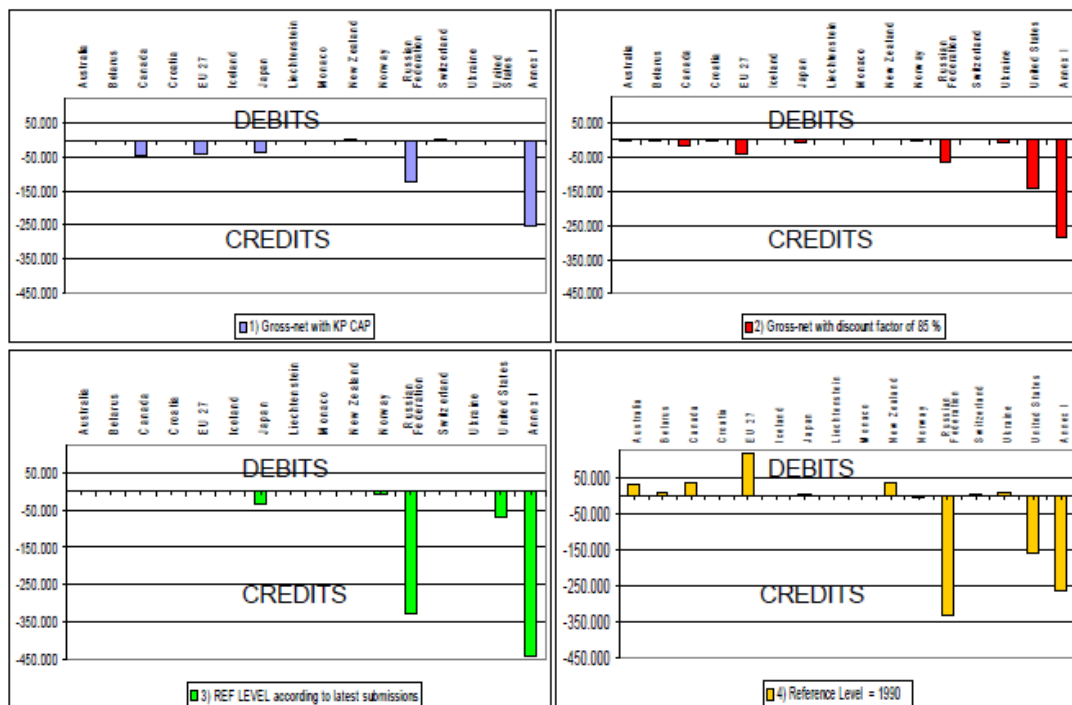 Australia
Belarus
Canada
Croatia
EU 27
Iceland
Japan
Liechtenstein
Monaco
New Zealand
Norway
Russian
Federation
Switzerland
Ukraine
United
States
Annex I
50.000
-50.000
-150.000
-250.000
-350.000
-450.000
DEBITS
CREDITS
1) Gross-net with KP CAP
Australia
Belarus
Canada
Croatia
EU 27
Iceland
Japan
Liechtenstein
Monaco
New Zealand
Norway
Russian
Federation
Switzerland
Ukraine
United States
Annex I
50.000
-50.000
-150.000
-250.000
-350.000
-450.000
DEBITS
CREDITS
2) Gross-net with discount factor of 85 %
Australia
Belarus
Canada
Croatia
EU 27
Iceland
Japan
Liechtenstein
Monaco
New Zealand
Norway
Russian
Federation
Switzerland
Ukraine
United States
Annex I
50.000
-50.000
-150.000
-250.000
-350.000
-450.000
DEBITS
CREDITS
3) REF LEVEL according to latest submissions
Australia
Belarus
Canada
Croatia
EU 27
Iceland
Japan
Liechtenstein
Monaco
New Zealand
Norway
Russian
Federation
Switzerland
Ukraine
United States
Annex I
50.000
-50.000
-150.000
-250.000
-350.000
-450.000
DEBITS
CREDITS
4) Reference Level = 1990